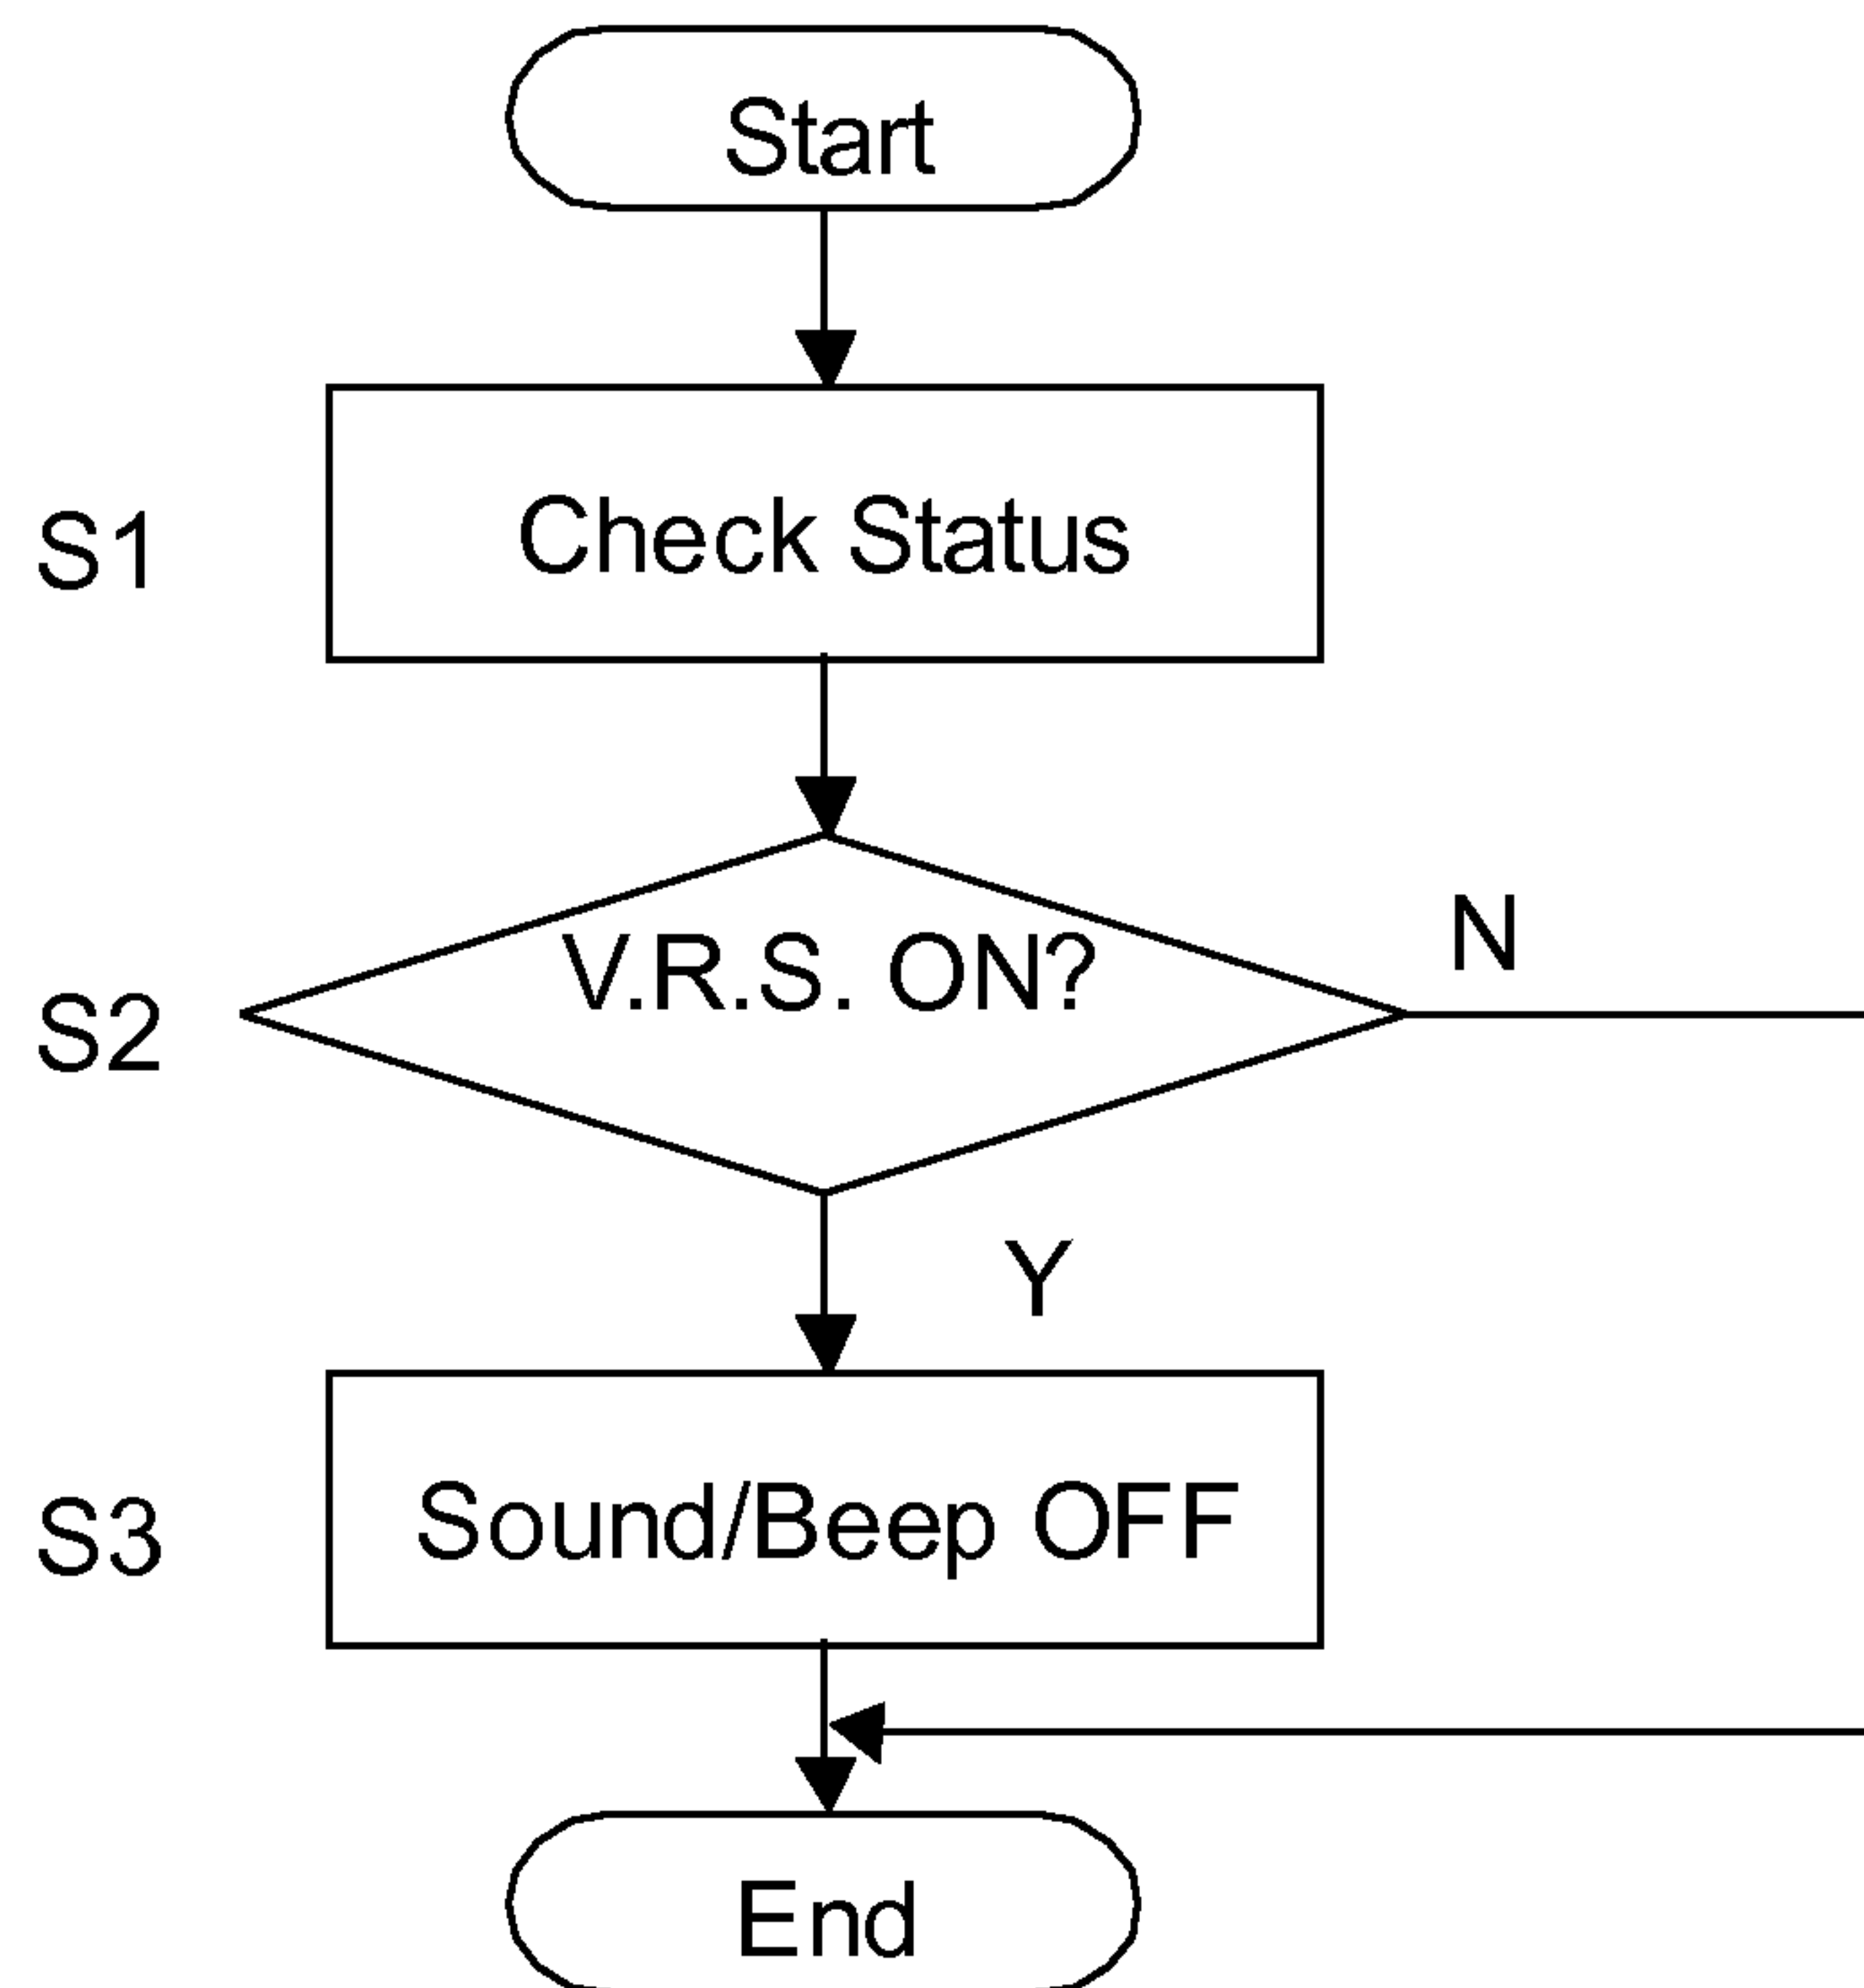 Start
S1
Check Status
S2
V.R.S. ON?
N
Y
S3
Sound/Beep OFF
End